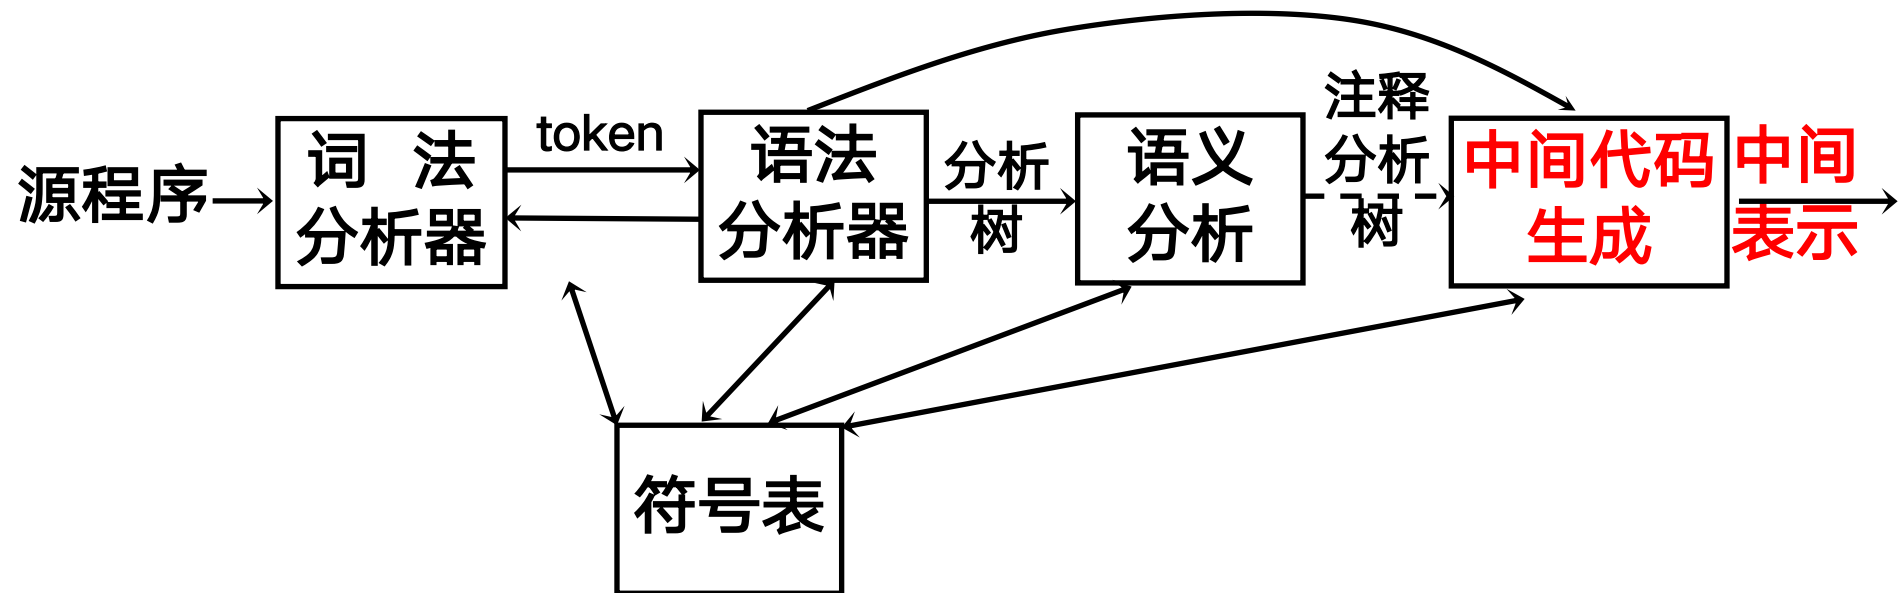 源程序
词 法
分析器
token
语法
分析器
分析
树
语义
分析
注释
分析
树
中间代码
生成
中间
表示
符号表